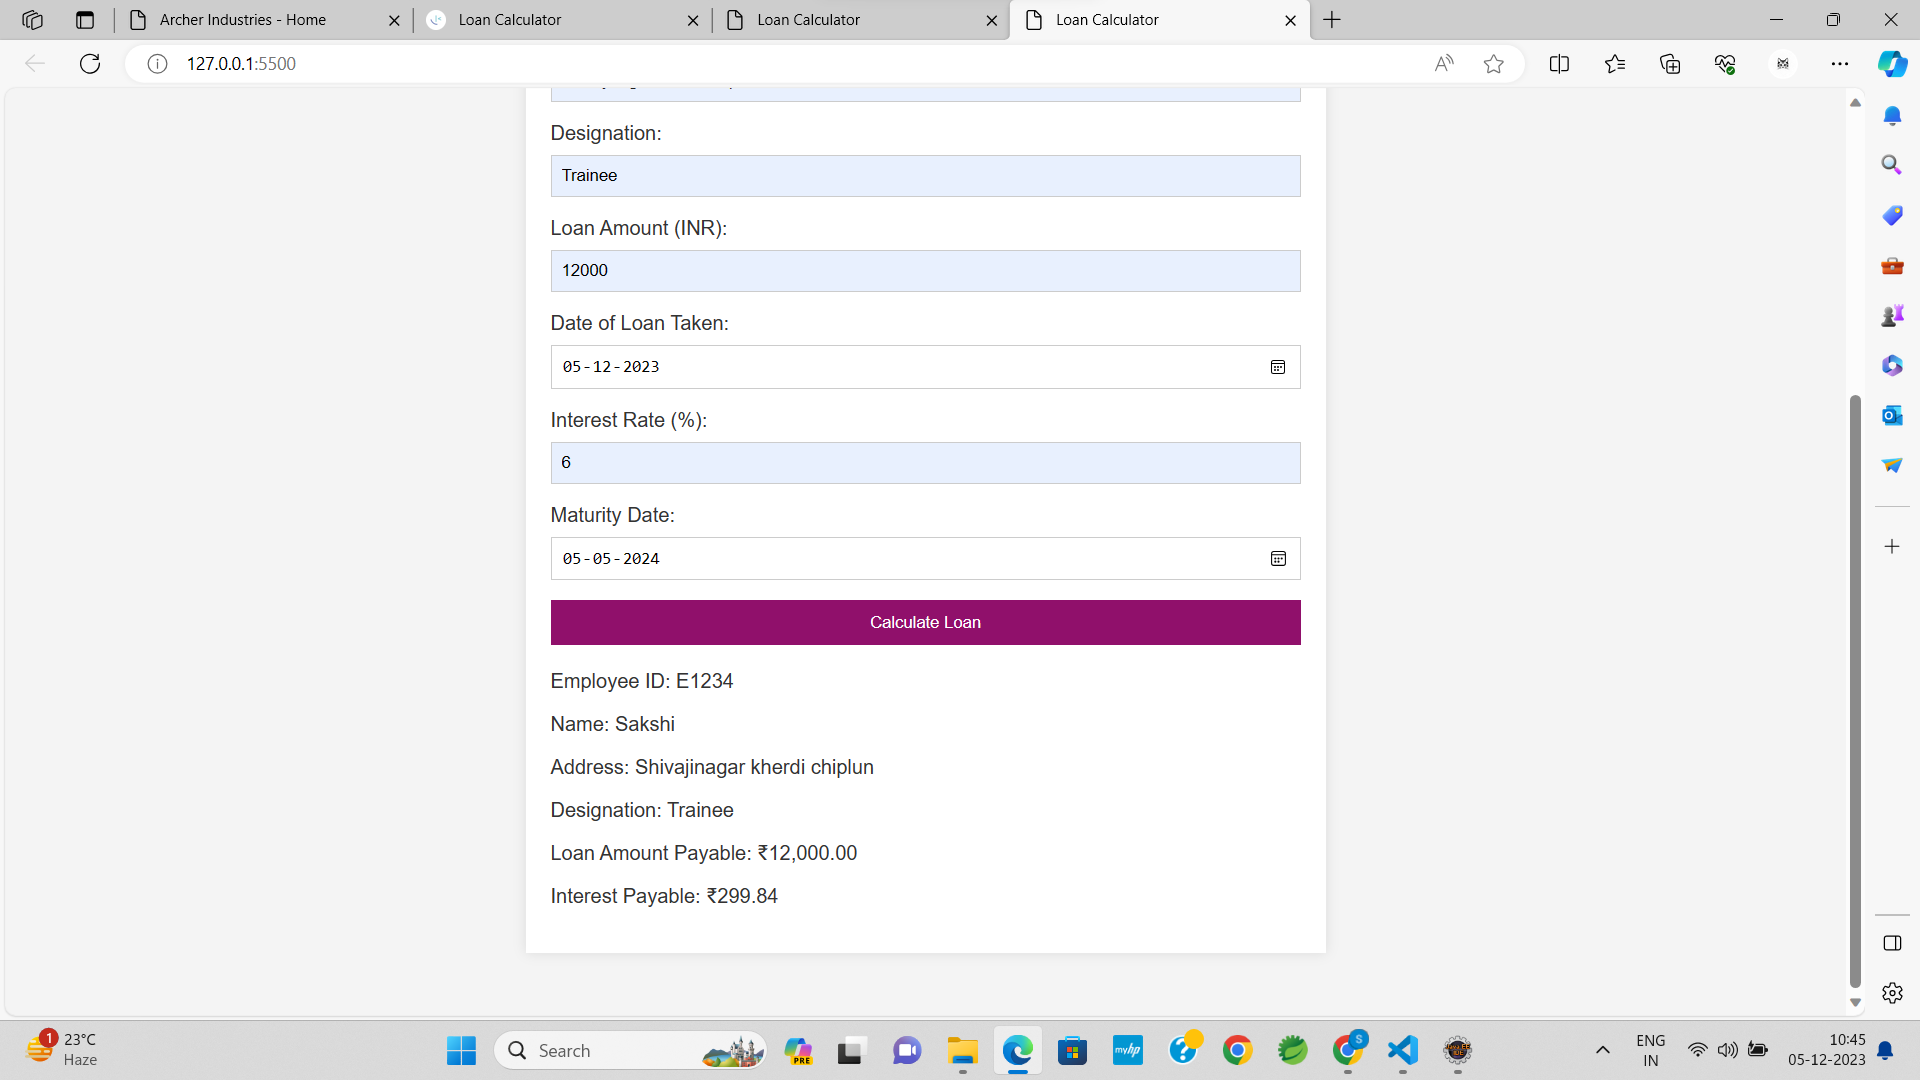 Archer Industries - Home
Loan Calculator
Loan Calculator
Loan Calculator
127.0.0.1:5500
Designation:
Trainee
Loan Amount (INR):
12000
Date of Loan Taken:
05-12-2023
Interest Rate (%):
6
Maturity Date:
05-05-2024
Calculate Loan
Employee ID: E1234
Name: Sakshi
Address: Shivajinagar kherdi chiplun
Designation: Trainee
Loan Amount Payable: ₹12,000.00
Interest Payable: ₹299.84
1
23°C
Haze
Search
PRE
myhp
S
ENG
IN
10:45
05-12-2023